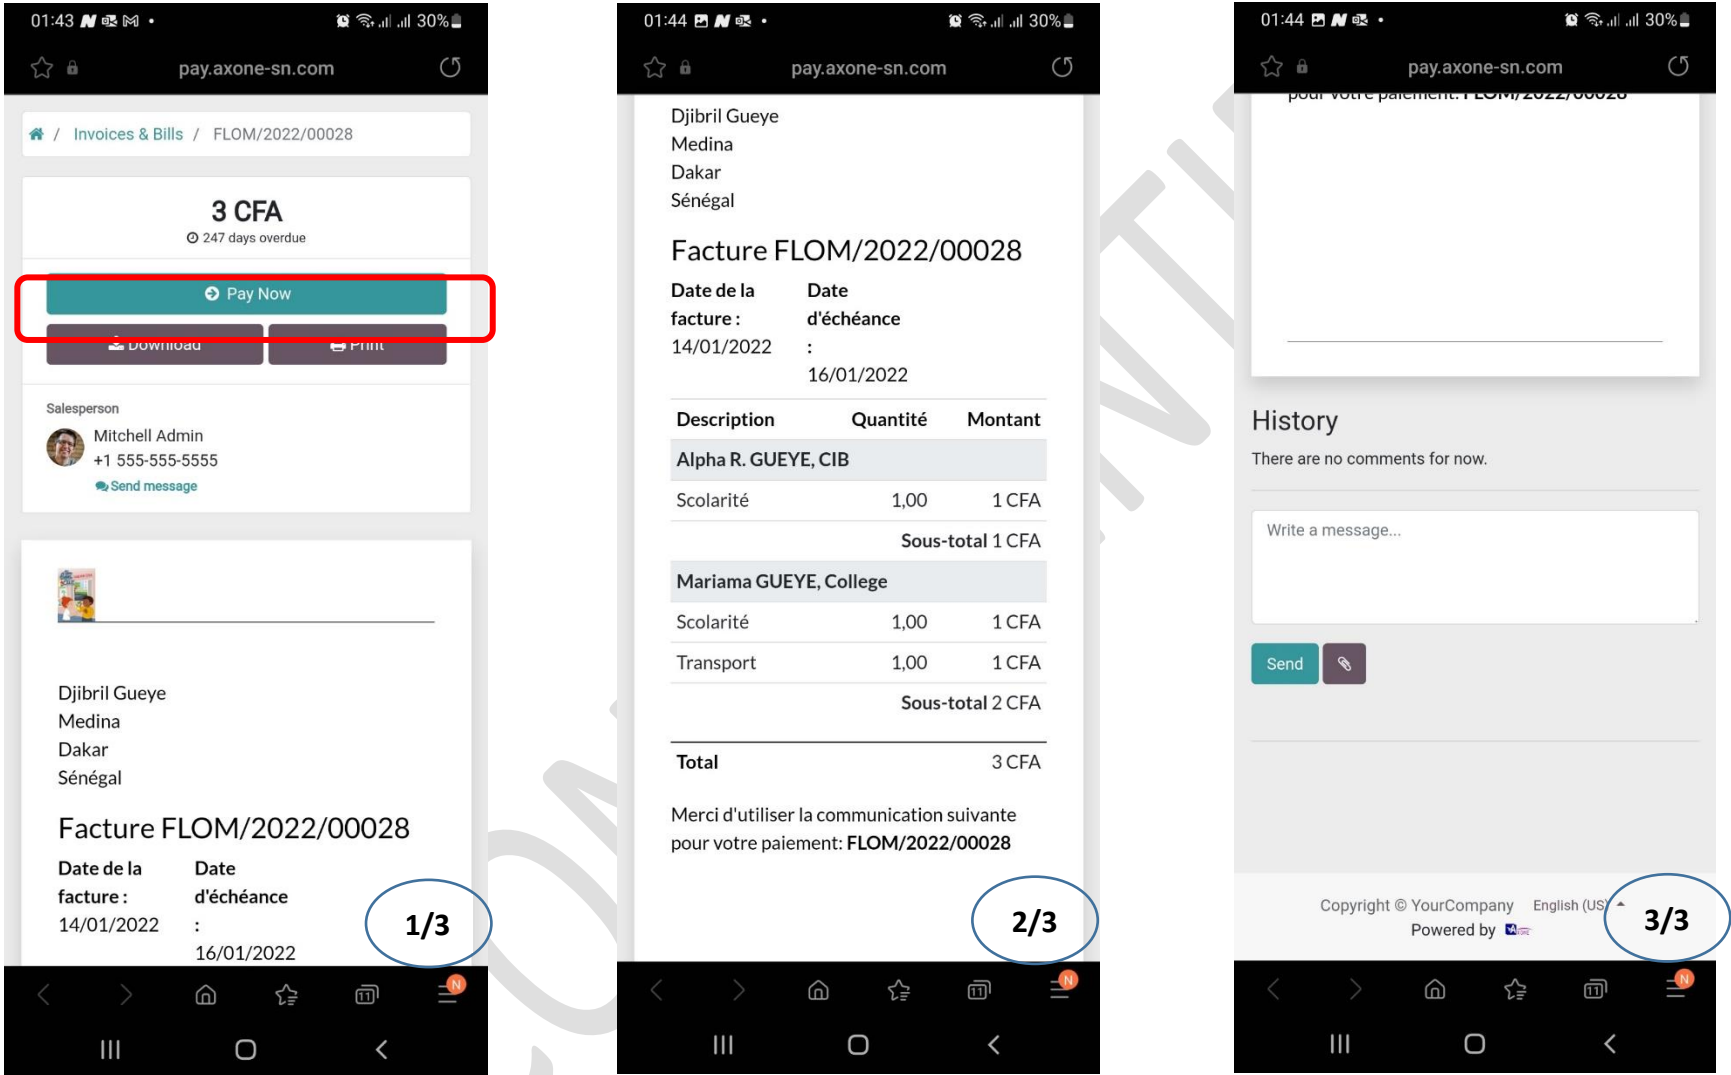 01:43
30%
pay.axone-sn.com
/ Invoices & Bills / FLOM/2022/00028
3 CFA
247 days overdue
Pay Now
Download
Print
Salesperson
Mitchell Admin
+1 555-555-5555
Send message
Djibril Gueye
Medina
Dakar
Sénégal
Facture FLOM/2022/00028
Date de la facture :
14/01/2022
Date d'échéance :
16/01/2022
1/3
01:44
30%
pay.axone-sn.com
Djibril Gueye
Medina
Dakar
Sénégal
Facture FLOM/2022/00028
Date de la facture :
14/01/2022
Date d'échéance :
16/01/2022
Description Quantité Montant
Alpha R. GUEYE, CIB
Scolarité 1,00 1 CFA
Sous-total 1 CFA
Mariama GUEYE, College
Scolarité 1,00 1 CFA
Transport 1,00 1 CFA
Sous-total 2 CFA
Total 3 CFA
Merci d'utiliser la communication suivante
pour votre paiement: FLOM/2022/00028
2/3
01:44
30%
pay.axone-sn.com
pour votre paiement: FLOM/2022/00028
History
There are no comments for now.
Write a message...
Send
Copyright © YourCompany English (US)
Powered by
3/3